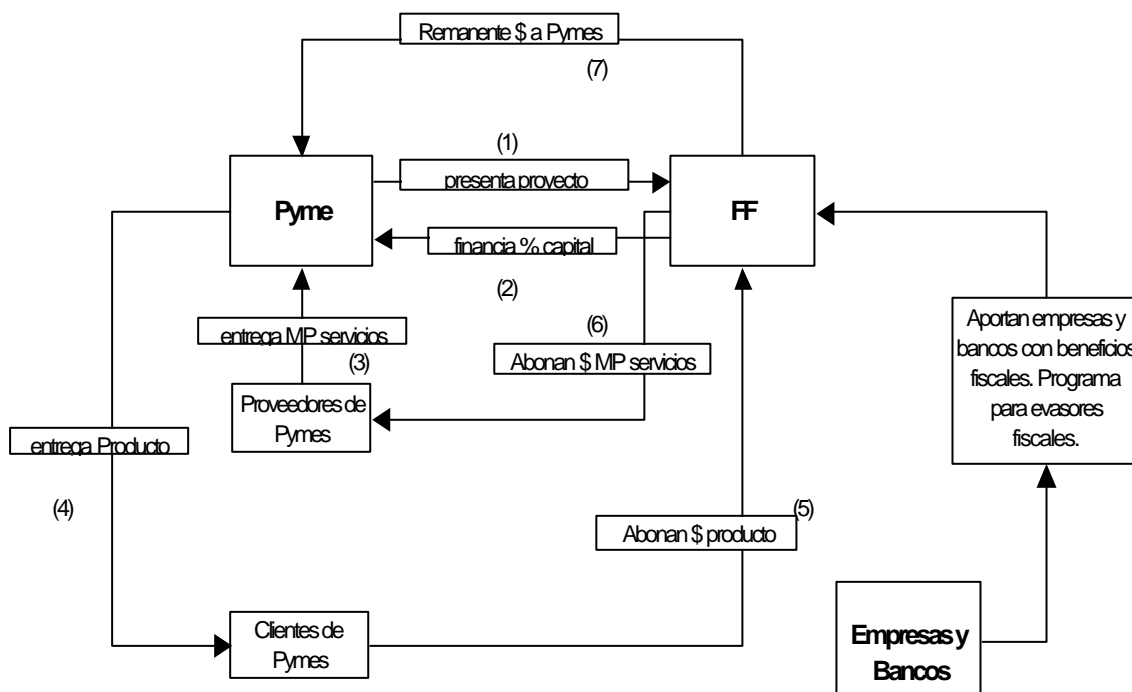 Remanente $ a Pymes
(7)
(1)
presenta proyecto
Pyme
FF
financia % capital
(2)
entrega MP servicios
(3)
(6)
Abonan $ MP servicios
Proveedores de
Pymes
Aportan empresas y
bancos con beneficios
fiscales. Programa
para evasores
fiscales.
entrega Producto
(4)
(5)
Abonan $ producto
Clientes de
Pymes
Empresas y
Bancos